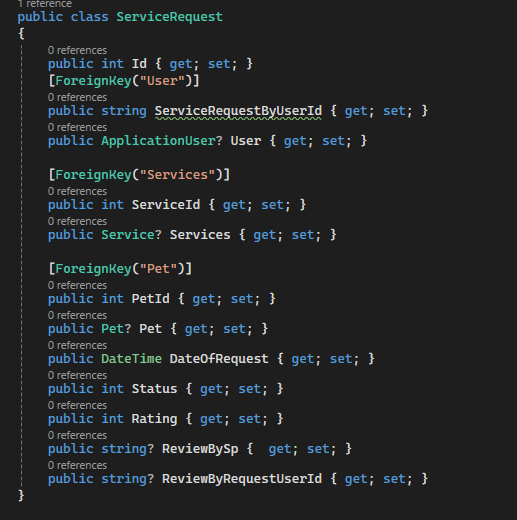 1 reference
public class ServiceRequest
{
0 references
public int Id { get; set; }
[ForeignKey("User")]
0 references
public string ServiceRequestByUserId { get; set; }
0 references
public ApplicationUser? User { get; set; }
[ForeignKey("Services")]
0 references
public int ServiceId { get; set; }
0 references
public Service? Services { get; set; }
[ForeignKey("Pet")]
0 references
public int PetId { get; set; }
0 references
public Pet? Pet { get; set; }
0 references
public DateTime DateOfRequest { get; set; }
0 references
public int Status { get; set; }
0 references
public int Rating { get; set; }
0 references
public string? ReviewBySp {  get; set; }
0 references
public string? ReviewByRequestUserId { get; set; }
}